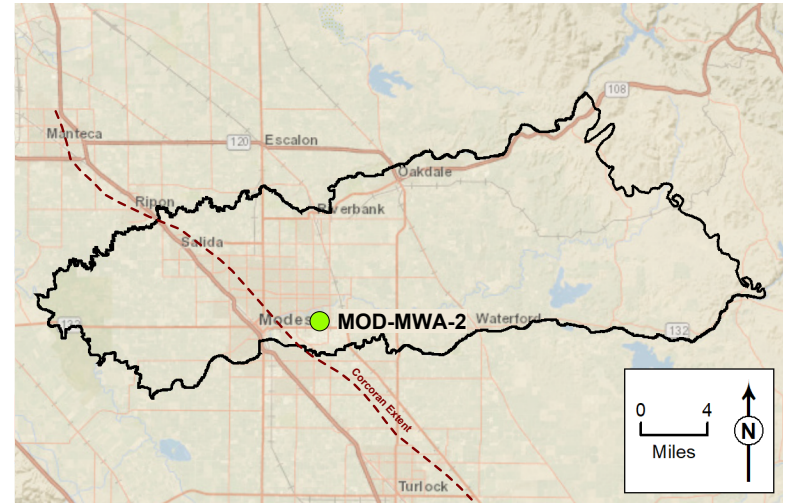 108
Manteca
120 Escalon
Oakdale
Ripon
Riverbank
Salida
132
Modes
MOD-MWA-2
Waterford
132
Corcoran Extent
Turlock
0 4
Miles
N